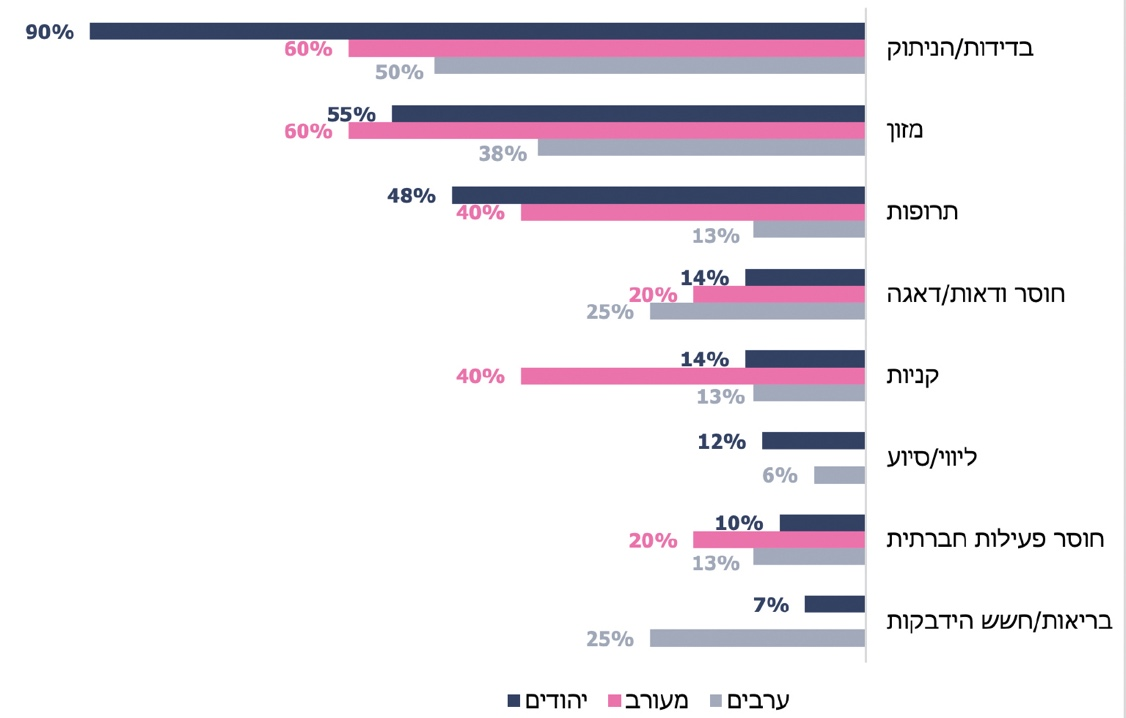 בדידות/הניתוק
90%
60%
50%
מזון
55%
60%
38%
תרופות
48%
40%
13%
חוסר ודאות/דאגה
14%
20%
25%
קניות
14%
40%
13%
ליווי/סיוע
12%
6%
חוסר פעילות חברתית
10%
20%
13%
בריאות/חשש הידבקות
7%
25%
ערבים מעורב יהודים